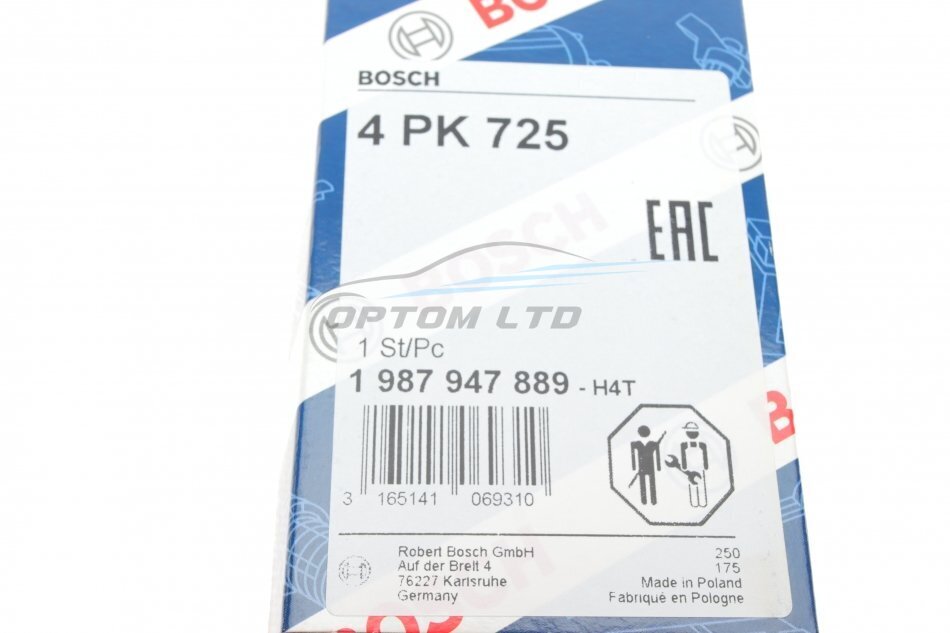 BOSCH
BOSCH
4 PK 725
EAC
BOSCH
OPTOM LTD
1 St/Pc
1 987 947 889 - H4T
3 165141 069310
Robert Bosch GmbH
Auf der Breit 4
76227 Karlsruhe
Germany
250
175
Made in Poland
Fabriqué en Pologne